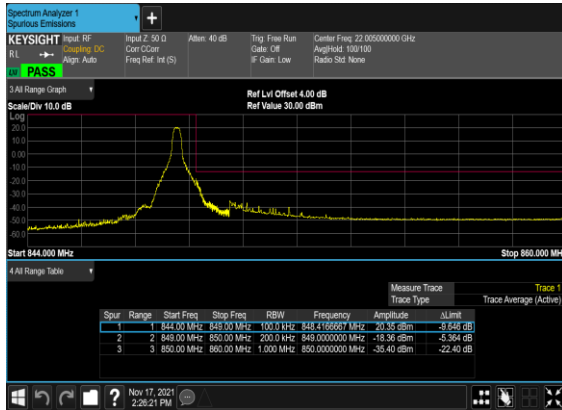 Spectrum Analyzer 1
Spurious Emissions
KEYSIGHT Input: RF Input Z: 50 Ω Atten: 40 dB Trig: Free Run Center Freq: 22.005000000 GHz
RL Coupling: DC Corr CCorr Gate: Off Avg|Hold: 100/100
Align: Auto Freq Ref: Int (S) IF Gain: Low Radio Std: None
PASS
3 All Range Graph Ref Lvl Offset 4.00 dB
Scale/Div 10.0 dB Ref Value 30.00 dBm
Log
20.0
10.0
0.00
-10.0
-20.0
-30.0
-40.0
-50.0
-60.0
Start 844.000 MHz Stop 860.000 MH
4 All Range Table
Measure Trace Trace 1
Trace Type Trace Average (Active)
Spur Range Start Freq Stop Freq RBW Frequency Amplitude ΔLimit
1 1 844.00 MHz 849.00 MHz 100.0 kHz 848.4166667 MHz 20.35 dBm -9.646 dB
2 2 849.00 MHz 850.00 MHz 200.0 kHz 849.0000000 MHz -18.36 dBm -5.364 dB
3 3 850.00 MHz 860.00 MHz 1.000 MHz 850.0000000 MHz -35.40 dBm -22.40 dB
? Nov 17, 2021
2:26:21 PM